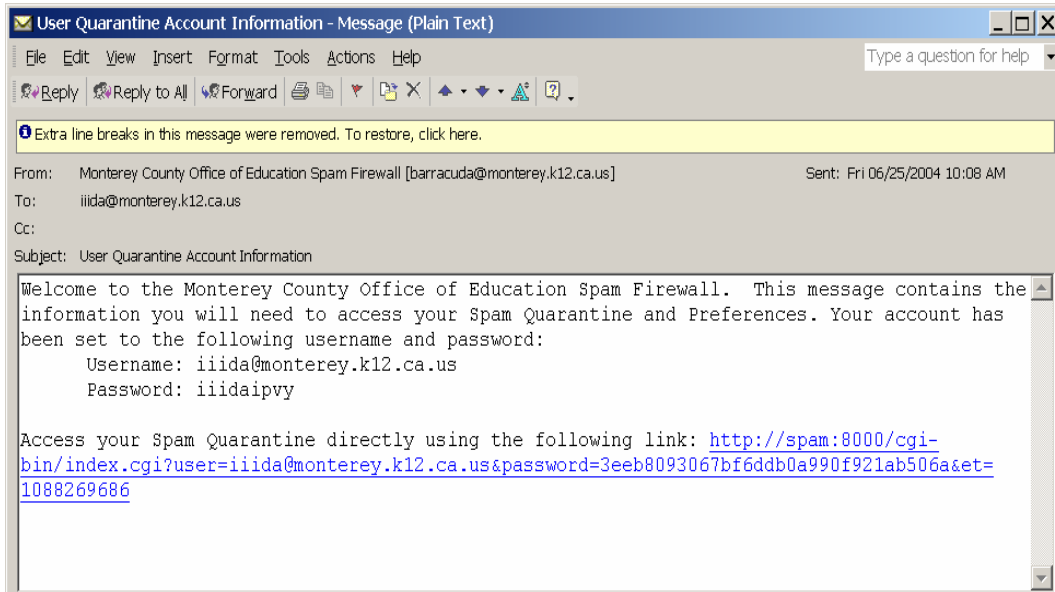 User Quarantine Account Information - Message (Plain Text)
File Edit View Insert Format Tools Actions Help
Type a question for help
Reply Reply to All Forward
Extra line breaks in this message were removed. To restore, click here.
From: Monterey County Office of Education Spam Firewall [barracuda@monterey.k12.ca.us] Sent: Fri 06/25/2004 10:08 AM
To: iiida@monterey.k12.ca.us
Cc:
Subject: User Quarantine Account Information
Welcome to the Monterey County Office of Education Spam Firewall. This message contains the
information you will need to access your Spam Quarantine and Preferences. Your account has
been set to the following username and password:
Username: iiida@monterey.k12.ca.us
Password: iiidaipvy
Access your Spam Quarantine directly using the following link: http://spam:8000/cgi-
bin/index.cgi?user=iiida@monterey.k12.ca.us&password=3eeb8093067bf6ddb0a990f921ab506a&et=
1088269686